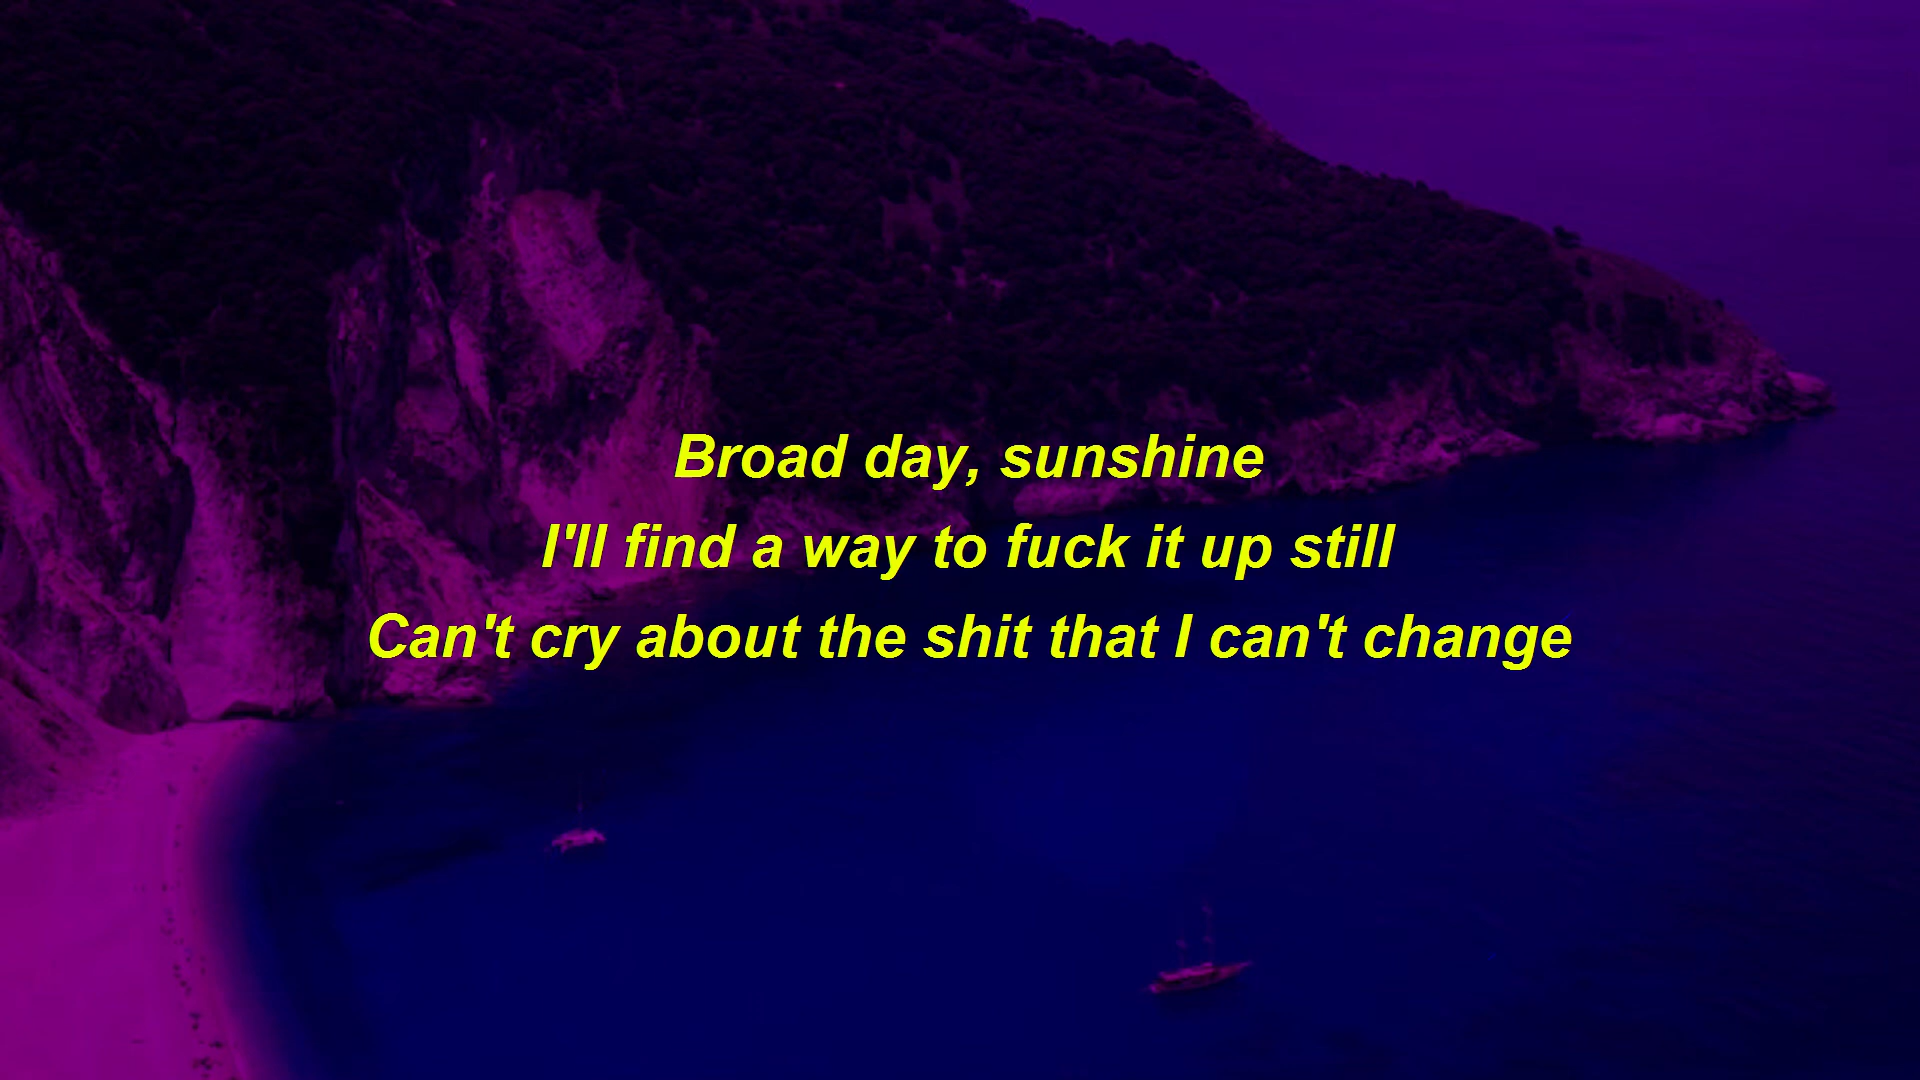 Broad day, sunshine
I'll find a way to fuck it up still
Can't cry about the shit that I can't change